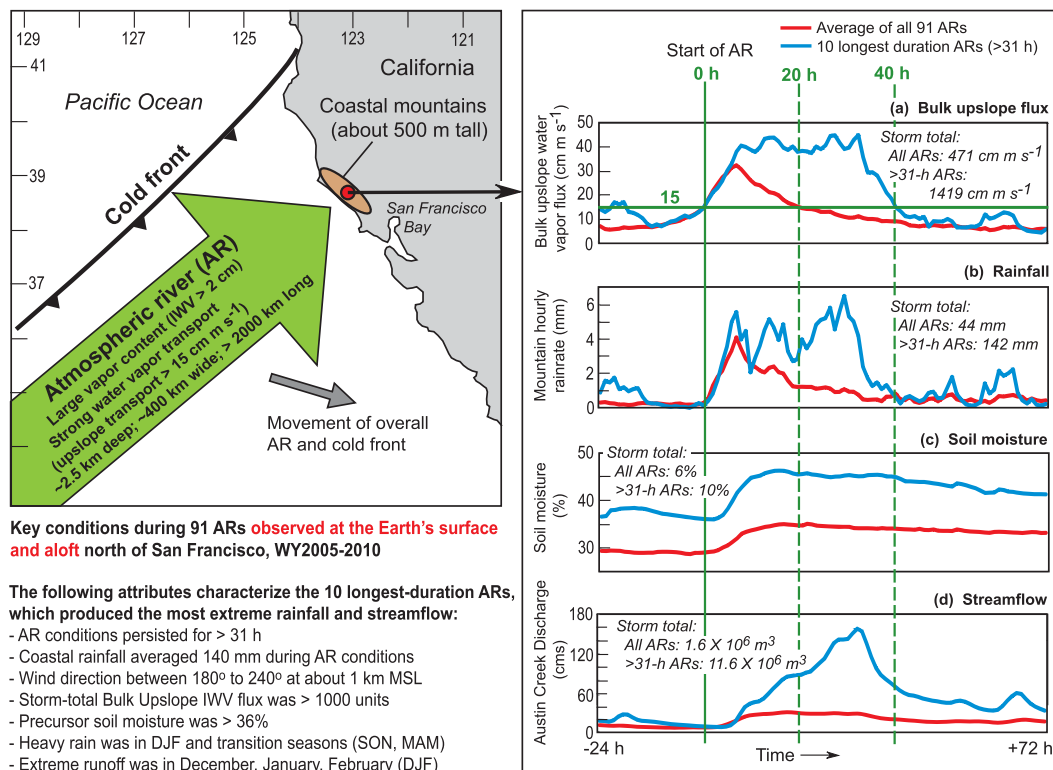 129
127
125
123
121
41
39
37
Pacific Ocean
California
Coastal mountains
(about 500 m tall)
Cold front
San Francisco
Bay
Atmospheric river (AR)
Large vapor content (IWV > 2 cm)
Strong water vapor transport
(upslope transport > 15 cm m s-1)
~2.5 km deep; ~400 km wide; > 2000 km long
Movement of overall
AR and cold front
Key conditions during 91 ARs observed at the Earth's surface
and aloft north of San Francisco, WY2005-2010
The following attributes characterize the 10 longest-duration ARs,
which produced the most extreme rainfall and streamflow:
- AR conditions persisted for > 31 h
- Coastal rainfall averaged 140 mm during AR conditions
- Wind direction between 180º to 240º at about 1 km MSL
- Storm-total Bulk Upslope IWV flux was > 1000 units
- Precursor soil moisture was > 36%
- Heavy rain was in DJF and transition seasons (SON, MAM)
- Extreme runoff was in December, January, February (DJF)
Average of all 91 ARs
10 longest duration ARs (>31 h)
Start of AR
0 h
20 h
40 h
(a) Bulk upslope flux
Bulk upslope water
vapor flux (cm m s-1)
50
40
30
20
10
0
15
Storm total:
All ARs: 471 cm m s-1
>31-h ARs:
1419 cm m s-1
(b) Rainfall
Mountain hourly
rainrate (mm)
6
4
2
0
Storm total:
All ARs: 44 mm
>31-h ARs: 142 mm
(c) Soil moisture
Soil moisture
(%)
50
40
30
Storm total:
All ARs: 6%
>31-h ARs: 10%
(d) Streamflow
Austin Creek Discharge
(cms)
180
120
60
0
Storm total:
All ARs: 1.6 X 10⁶ m³
>31-h ARs: 11.6 X 10⁶ m³
-24 h
Time
+72 h